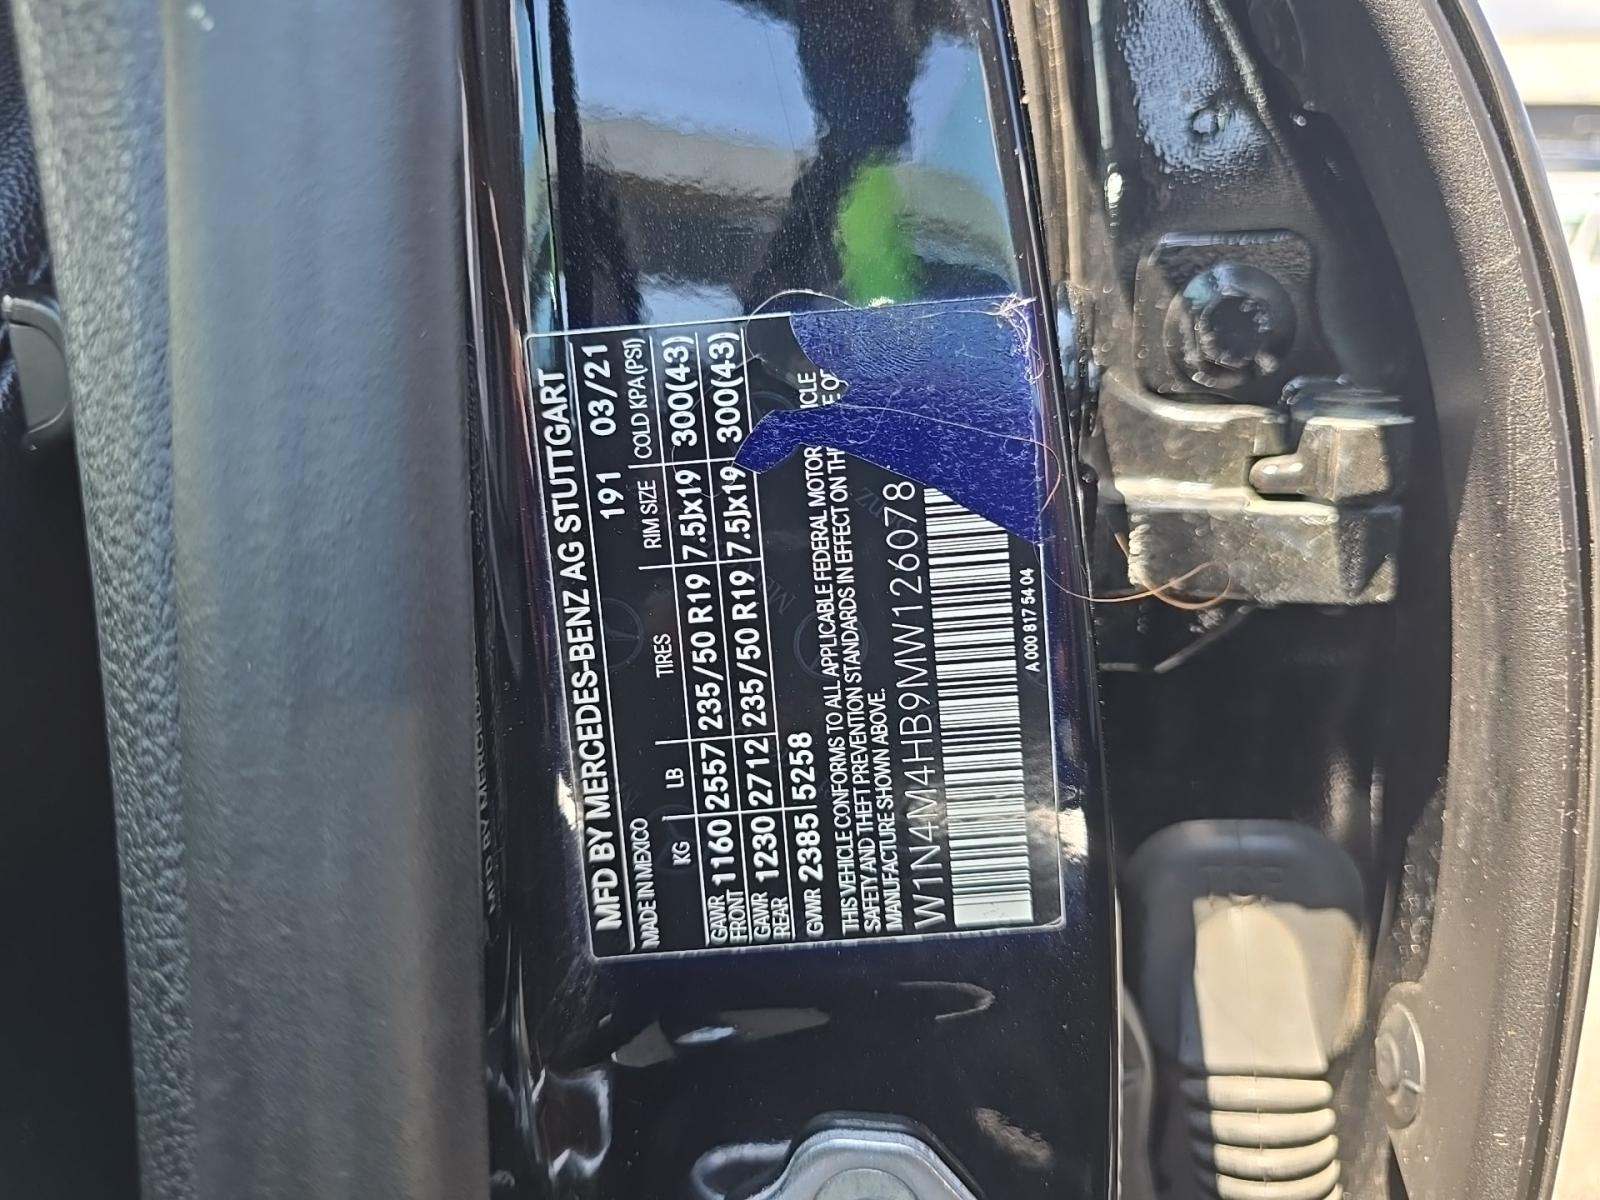 MFD BY MERCEDES-BENZ AG STUTTGART
MADE IN MEXICO 191 03/21
KG LB TIRES RIM SIZE COLD KPA (PSI)
GAWR FRONT 1160 2557 235/50 R19 7.5Jx19 300(43)
GAWR REAR 1230 2712 235/50 R19 7.5Jx19 300(43)
GVWR 2385 5258
THIS VEHICLE CONFORMS TO ALL APPLICABLE FEDERAL MOTOR ICLE
SAFETY AND THEFT PREVENTION STANDARDS IN EFFECT ON TH E OF
MANUFACTURE SHOWN ABOVE.
W1N4M4HB9MW126078
A 000 817 54 04